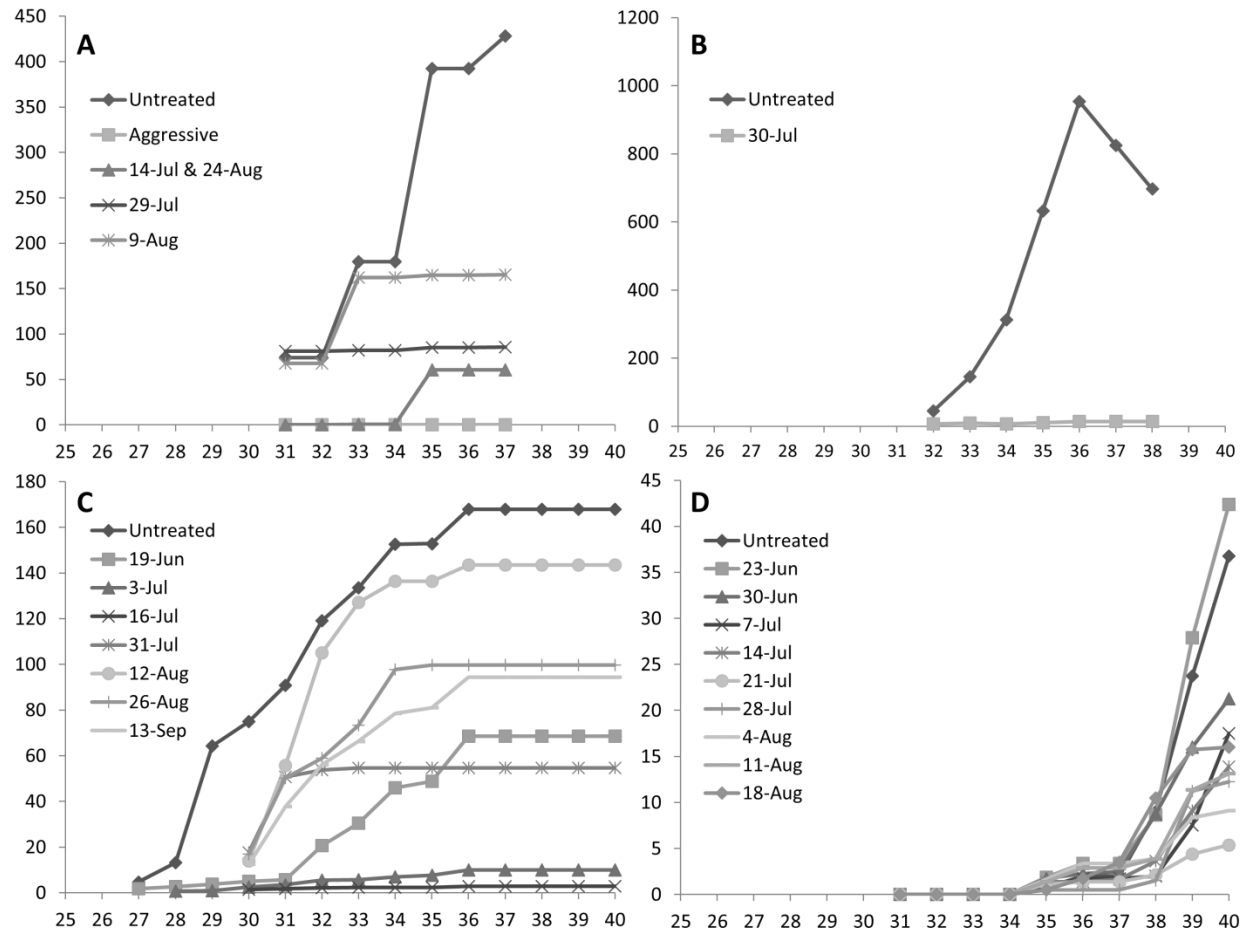 A
450
400
350
300
250
200
150
100
50
0
Untreated
Aggressive
14-Jul & 24-Aug
29-Jul
9-Aug
25 26 27 28 29 30 31 32 33 34 35 36 37 38 39 40
B
1200
1000
800
600
400
200
0
Untreated
30-Jul
25 26 27 28 29 30 31 32 33 34 35 36 37 38 39 40
C
180
160
140
120
100
80
60
40
20
0
Untreated
19-Jun
3-Jul
16-Jul
31-Jul
12-Aug
26-Aug
13-Sep
25 26 27 28 29 30 31 32 33 34 35 36 37 38 39 40
D
45
40
35
30
25
20
15
10
5
0
Untreated
23-Jun
30-Jun
7-Jul
14-Jul
21-Jul
28-Jul
4-Aug
11-Aug
18-Aug
25 26 27 28 29 30 31 32 33 34 35 36 37 38 39 40